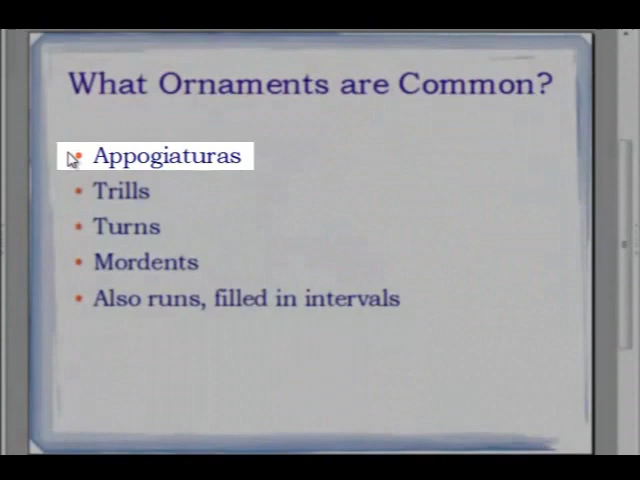 What Ornaments are Common?
• Appogiaturas
• Trills
• Turns
• Mordents
• Also runs, filled in intervals